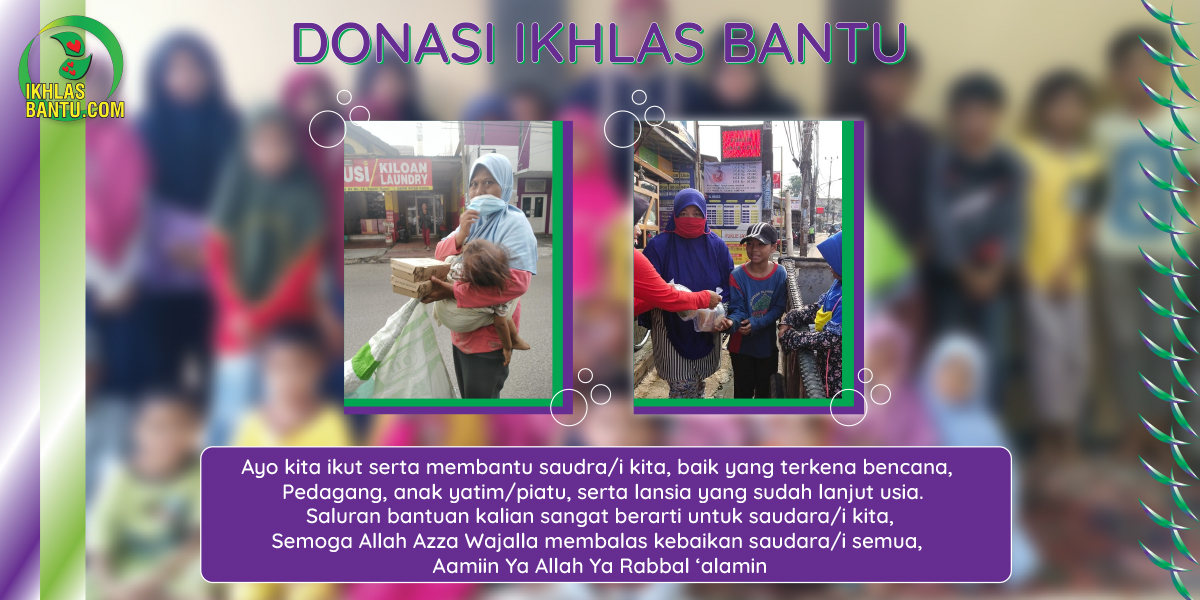 DONASI IKHLAS BANTU
IKHLAS
BANTU.COM
USI/KILOAN
LAUNDRY
Ayo kita ikut serta membantu saudra/i kita, baik yang terkena bencana,
Pedagang, anak yatim/piatu, serta lansia yang sudah lanjut usia.
Saluran bantuan kalian sangat berarti untuk saudara/i kita,
Semoga Allah Azza Wajalla membalas kebaikan saudara/i semua,
Aamiin Ya Allah Ya Rabbal ‘alamin